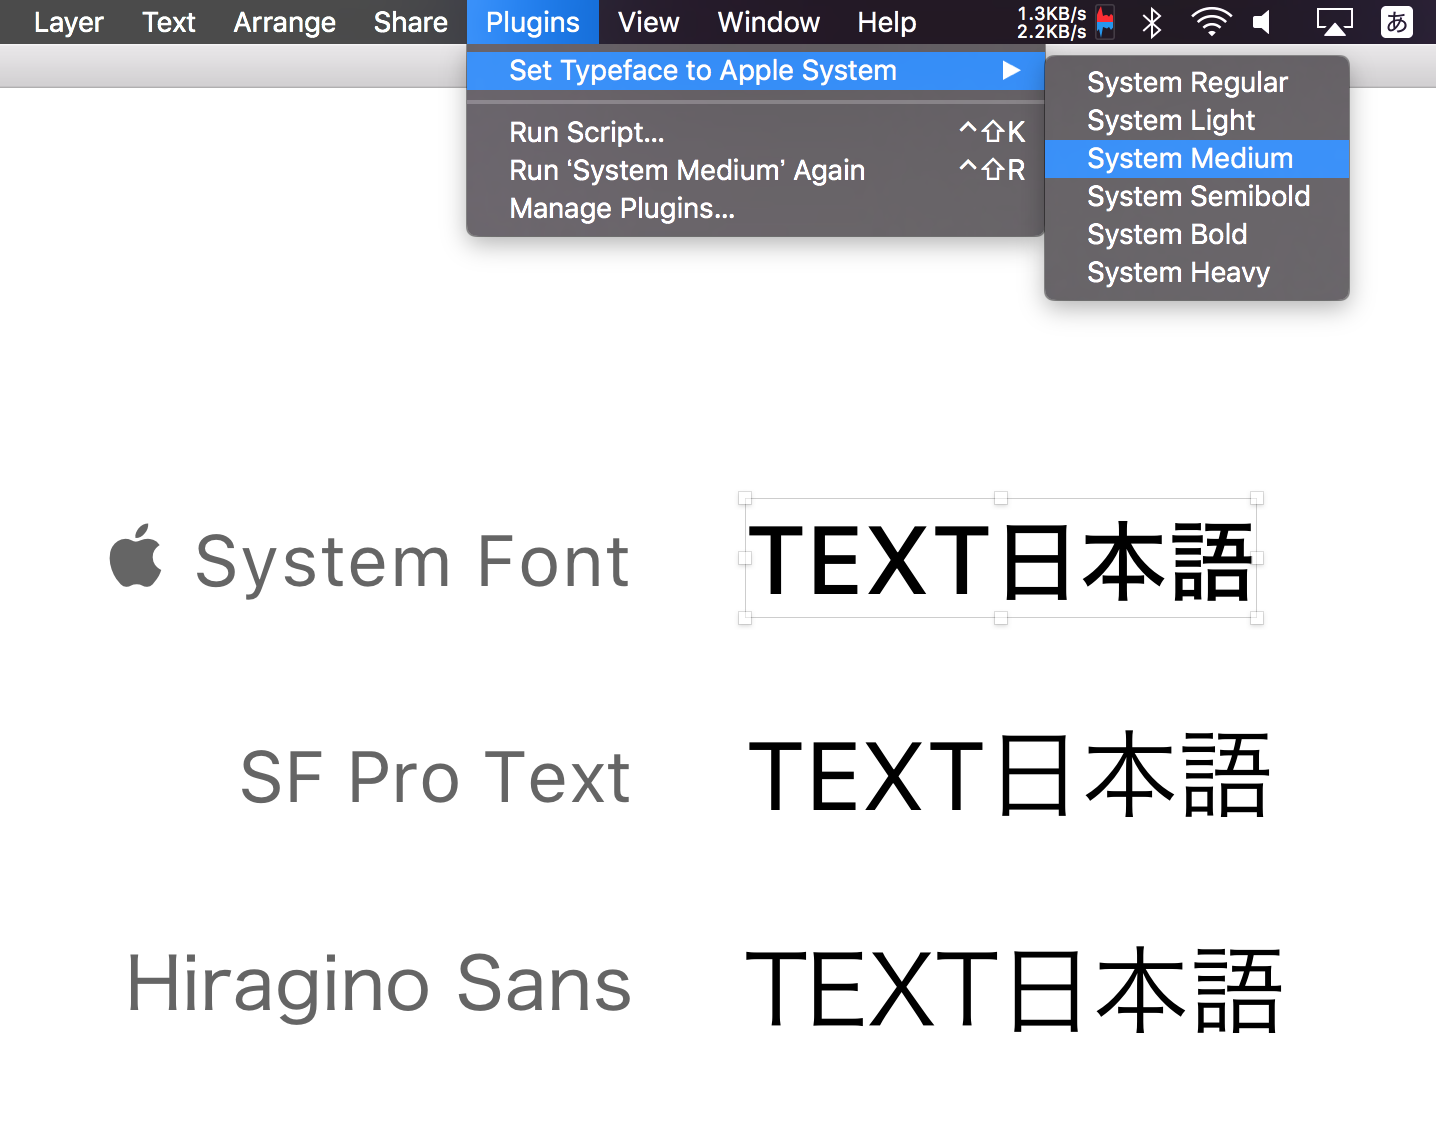 Layer Text Arrange Share Plugins View Window Help 1.3KB/s 2.2KB/s あ
Set Typeface to Apple System ▶
Run Script... ^⇧K
Run ‘System Medium’ Again ^⇧R
Manage Plugins...
System Regular
System Light
System Medium
System Semibold
System Bold
System Heavy
System Font TEXT日本語
SF Pro Text TEXT日本語
Hiragino Sans TEXT日本語